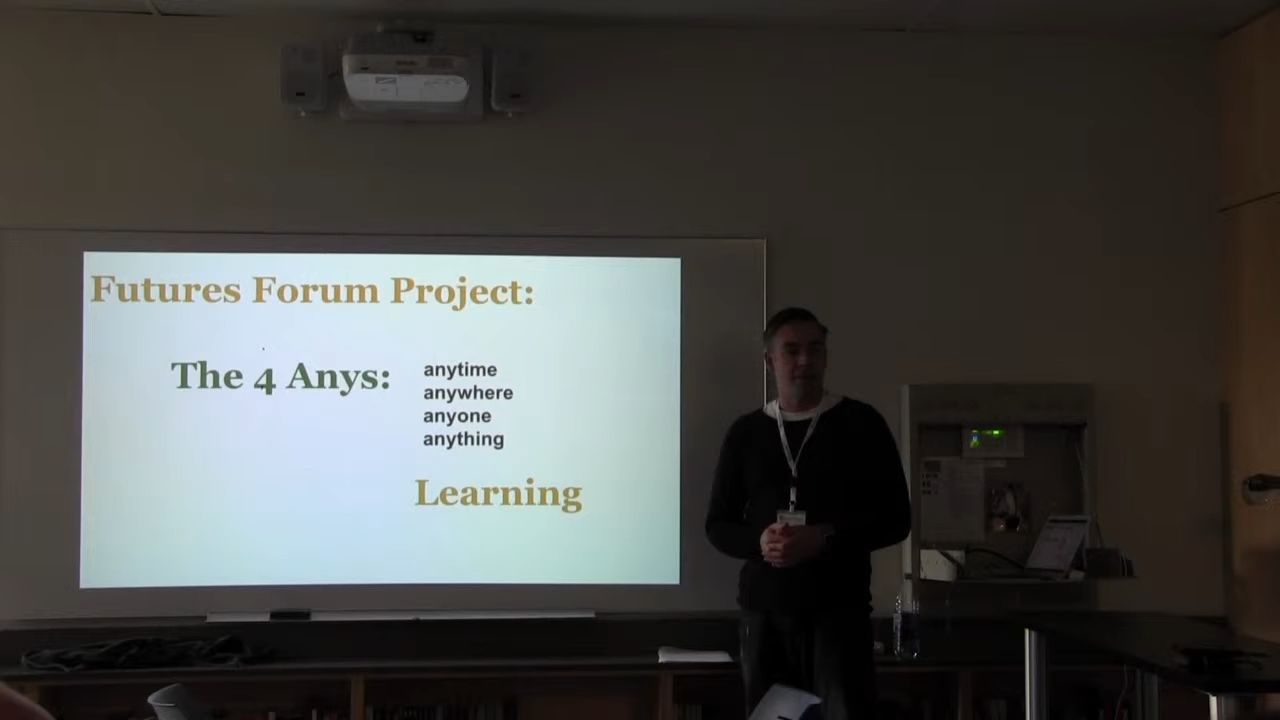 Futures Forum Project:
The 4 Anys:
anytime
anywhere
anyone
anything
Learning